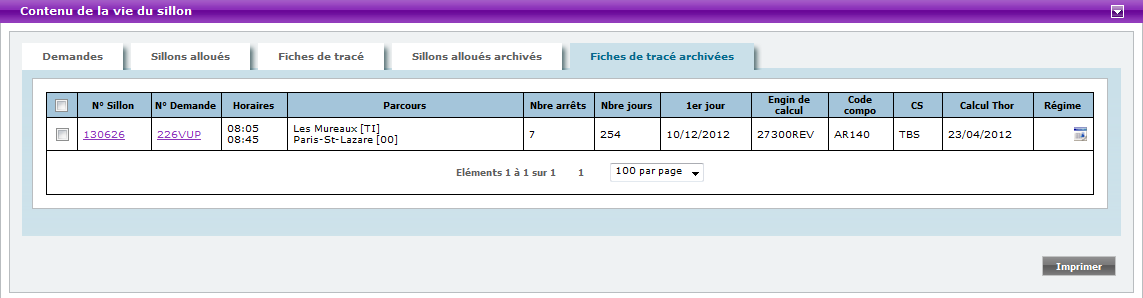 Contenu de la vie du sillon
Demandes Sillons alloués Fiches de tracé Sillons alloués archivés Fiches de tracé archivées
N° Sillon N° Demande Horaires Parcours Nbre arrêts Nbre jours 1er jour Engin de calcul Code compo CS Calcul Thor Régime
130626 226VUP 08:05 Les Mureaux [TI] 7 254 10/12/2012 27300REV AR140 TBS 23/04/2012
08:45 Paris-St-Lazare [00]
Eléments 1 à 1 sur 1 1 100 par page
Imprimer